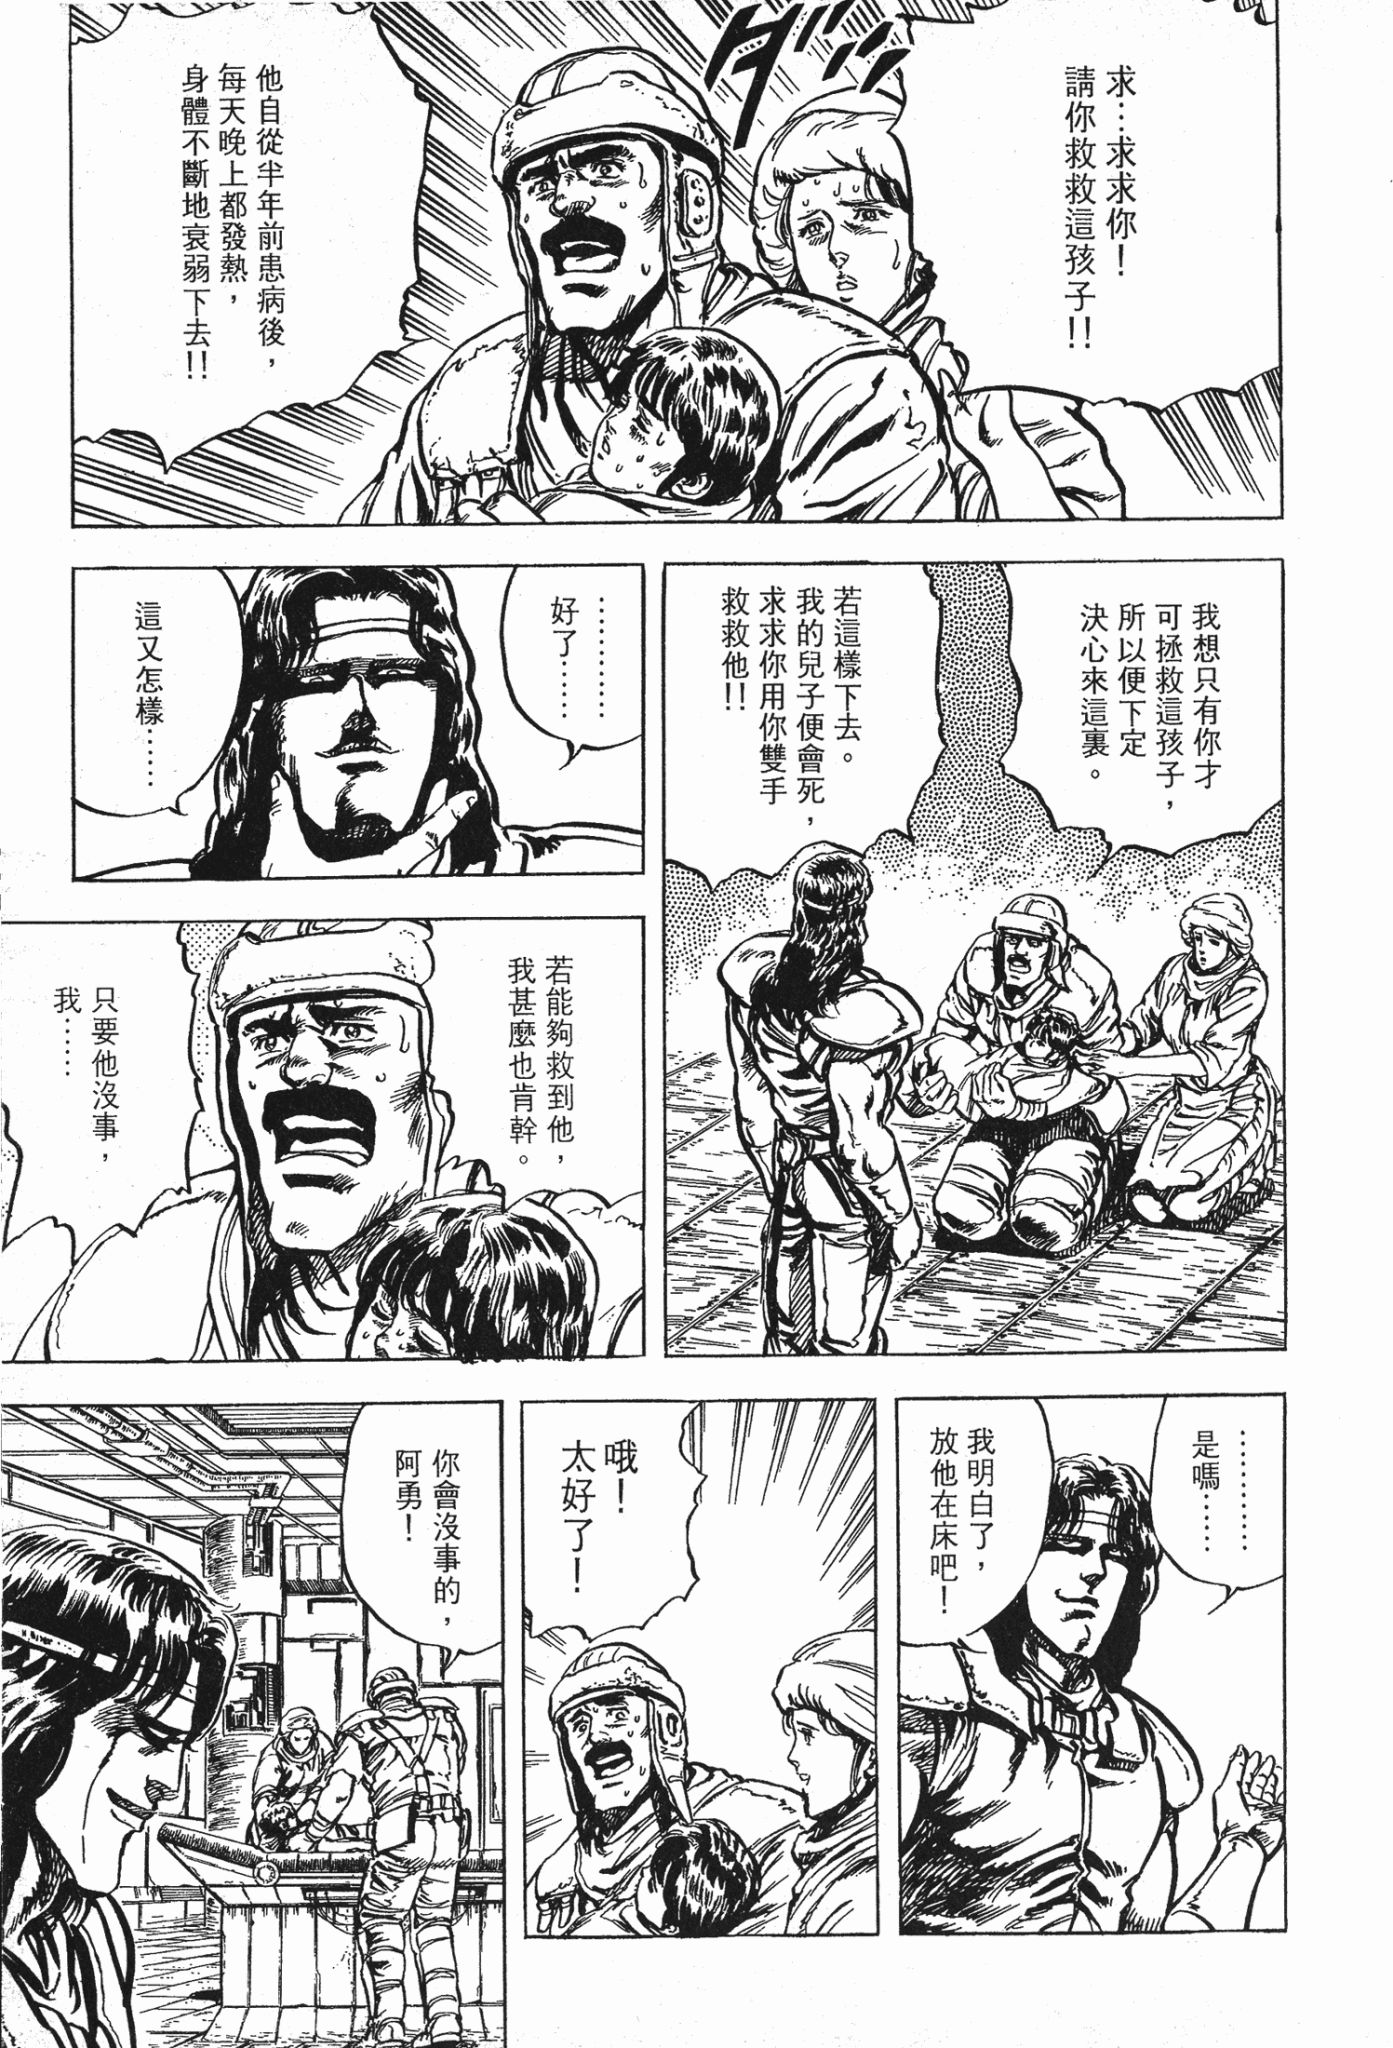 求…求求你！
請你救救這孩子!!
ダダダッ
他自從半年前患病後，
每天晚上都發熱，
身體不斷地衰弱下去!!
我想只有你才
可拯救這孩子，
所以便下定
決心來這裏。
若這樣下去。
我的兒子便會死，
求求你用你雙手
救救他!!
…………
好了……
這又怎樣……
若能夠救到他，
我甚麼也肯幹。
只要他沒事，
我……
…………
是嗎……
我明白了，
放他在床吧！
哦！
太好了！
你會沒事的，
阿勇！